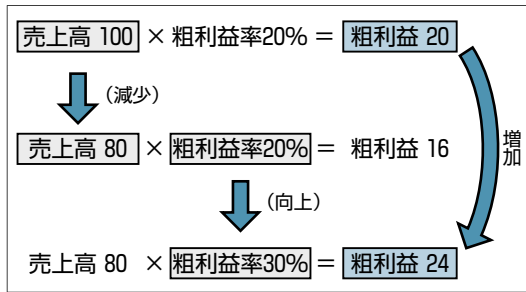 売上高 100 × 粗利益率20% = 粗利益 20
(減少)
売上高 80 × 粗利益率20% = 粗利益 16
増加
(向上)
売上高 80 × 粗利益率30% = 粗利益 24